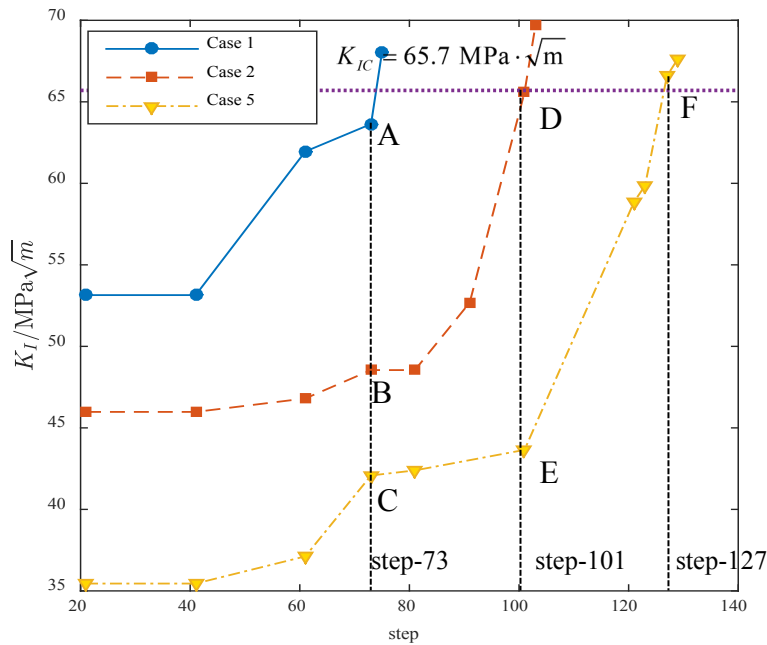 70
65
60
55
50
45
40
35
K_I/MPa√m
Case 1
Case 2
Case 5
K_IC = 65.7 MPa·√m
A
D
F
B
C
E
step-73
step-101
step-127
20
40
60
80
100
120
140
step